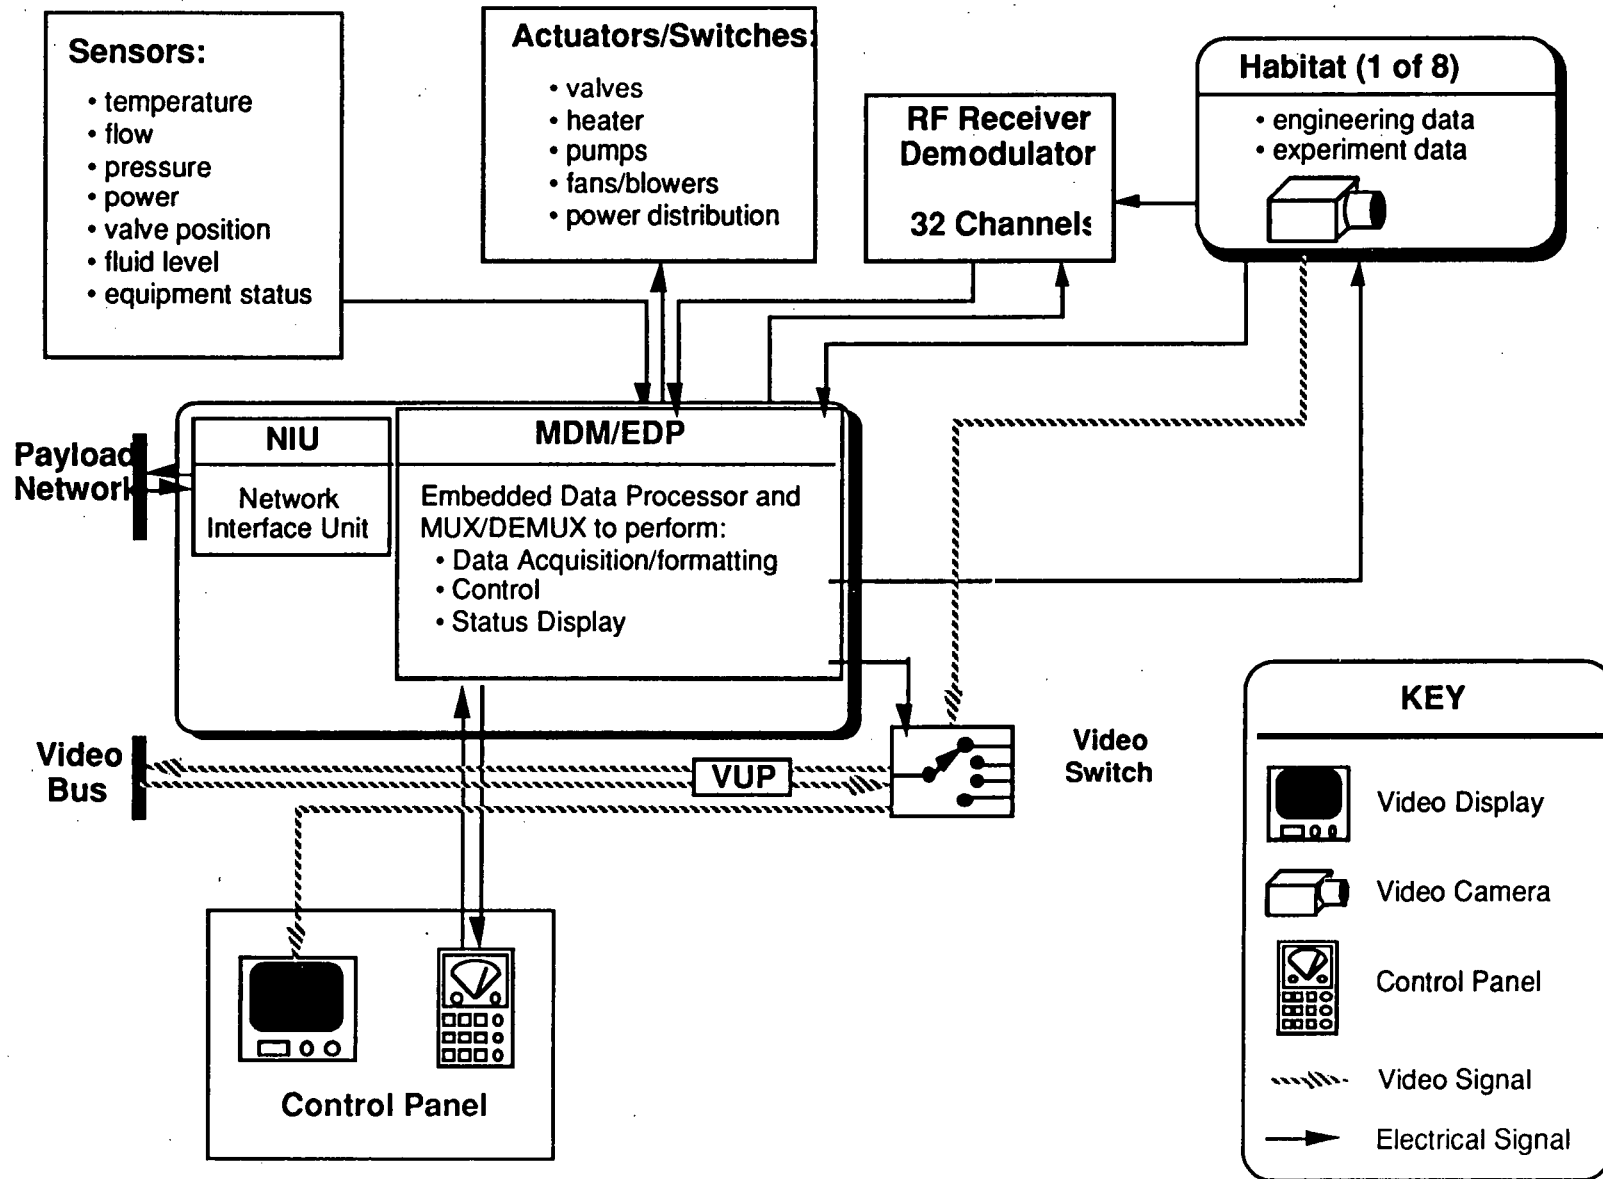 Sensors:
• temperature
• flow
• pressure
• power
• valve position
• fluid level
• equipment status
Actuators/Switches:
• valves
• heater
• pumps
• fans/blowers
• power distribution
RF Receiver
Demodulator
32 Channels
Habitat (1 of 8)
• engineering data
• experiment data
Payload
Network
NIU
Network
Interface Unit
MDM/EDP
Embedded Data Processor and
MUX/DEMUX to perform:
• Data Acquisition/formatting
• Control
• Status Display
Video
Bus
VUP
Video
Switch
Control Panel
KEY
Video Display
Video Camera
Control Panel
Video Signal
Electrical Signal